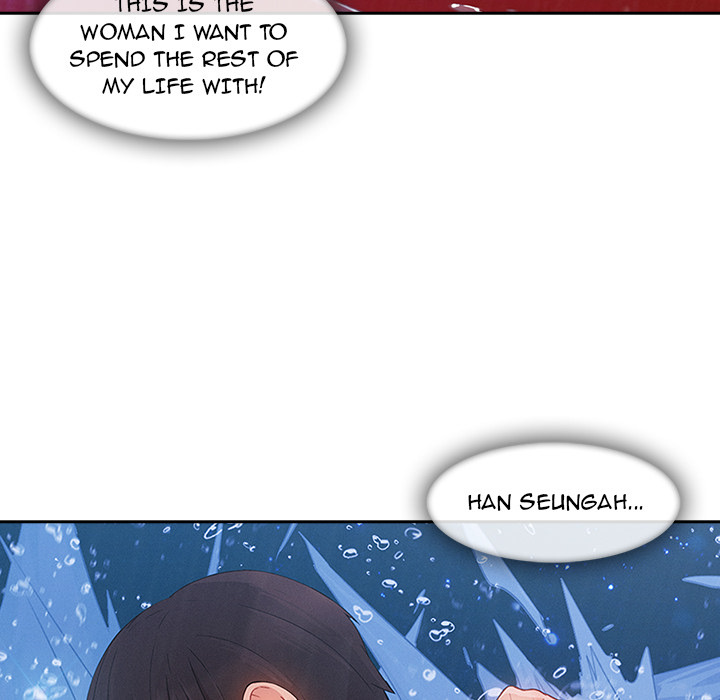 THIS IS THE
WOMAN I WANT TO
SPEND THE REST OF
MY LIFE WITH!
HAN SEUNGAH...